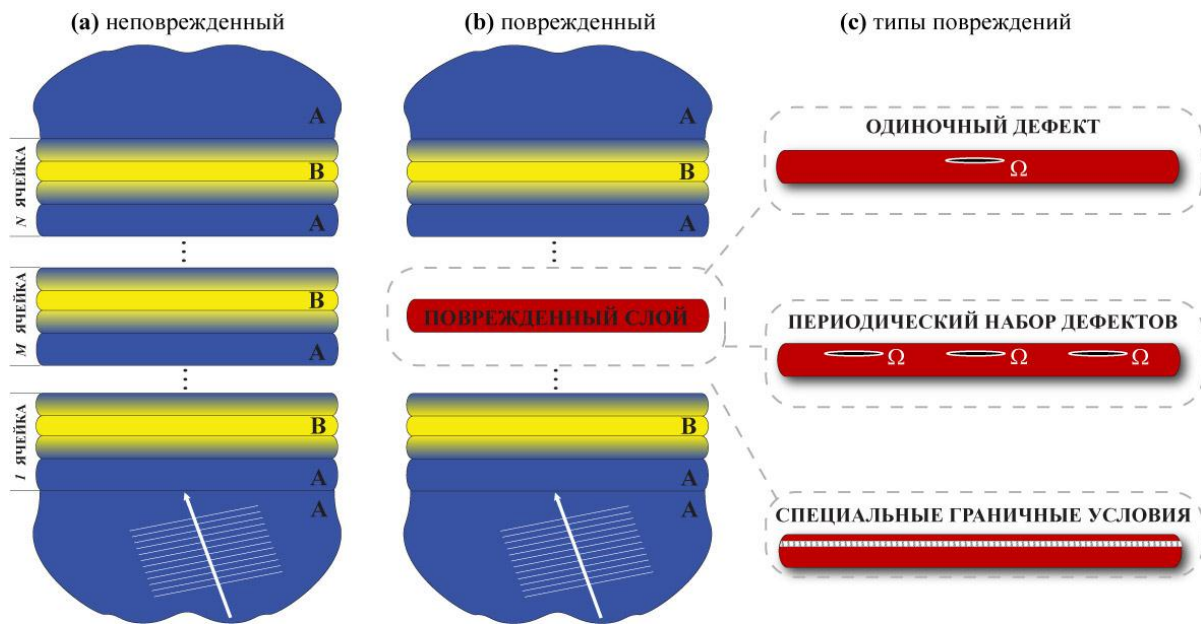 (a) неповрежденный
A
N ЯЧЕЙКА
B
A
M ЯЧЕЙКА
B
A
1 ЯЧЕЙКА
B
A
A
(b) поврежденный
A
B
A
ПОВРЕЖДЕННЫЙ СЛОЙ
B
A
A
(c) типы повреждений
ОДИНОЧНЫЙ ДЕФЕКТ
Ω
ПЕРИОДИЧЕСКИЙ НАБОР ДЕФЕКТОВ
Ω Ω Ω
СПЕЦИАЛЬНЫЕ ГРАНИЧНЫЕ УСЛОВИЯ